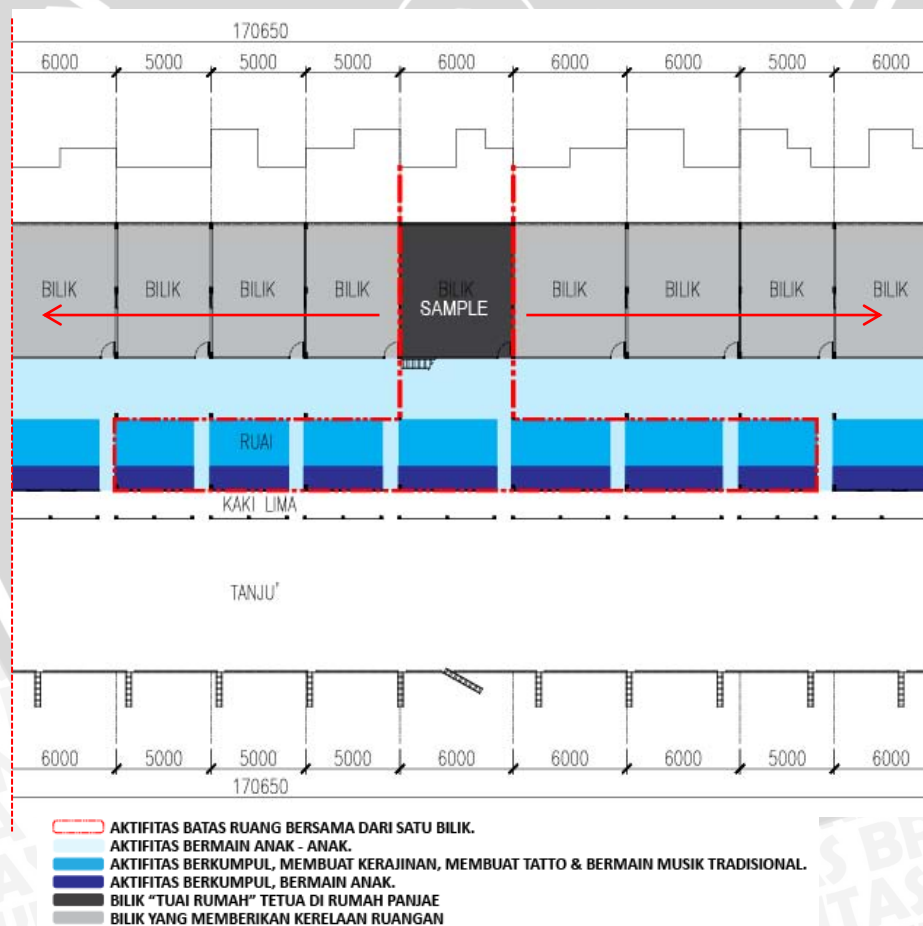 170650
6000 5000 5000 5000 6000 6000 6000 5000 6000
BILIK BILIK BILIK BILIK BILIK BILIK BILIK BILIK BILIK
SAMPLE
RUAI
KAKI LIMA
TANJU'
6000 5000 5000 5000 6000 6000 6000 5000 6000
170650
AKTIFITAS BATAS RUANG BERSAMA DARI SATU BILIK.
AKTIFITAS BERMAIN ANAK - ANAK.
AKTIFITAS BERKUMPUL, MEMBUAT KERAJINAN, MEMBUAT TATTO & BERMAIN MUSIK TRADISIONAL.
AKTIFITAS BERKUMPUL, BERMAIN ANAK.
BILIK “TUAI RUMAH” TETUA DI RUMAH PANJAE
BILIK YANG MEMBERIKAN KERELAAN RUANGAN